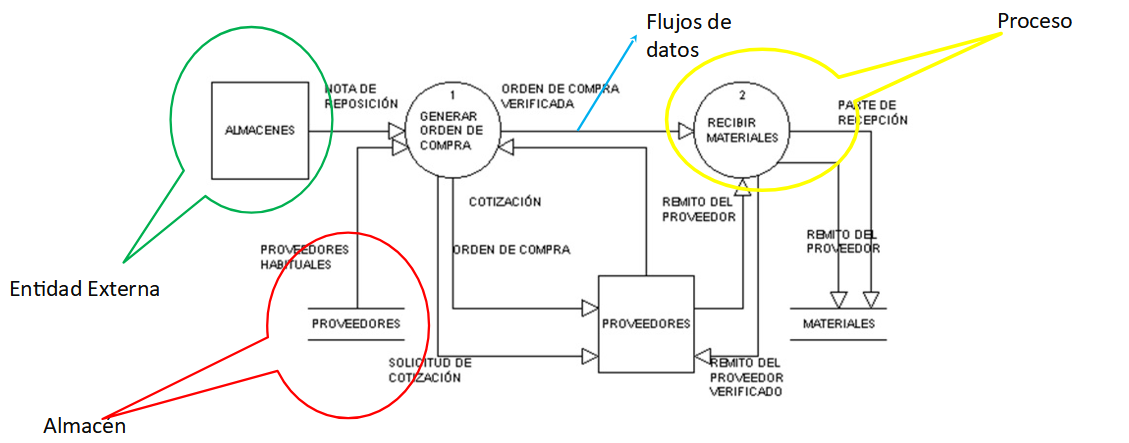 Proceso
Flujos de
datos
NOTA DE
REPOSICIÓN
ORDEN DE COMPRA
VERIFICADA
1
GENERAR
ORDEN DE
COMPRA
2
RECIBIR
MATERIALES
PARTE DE
RECEPCIÓN
ALMACENES
COTIZACIÓN
REMITO DEL
PROVEEDOR
REMITO DEL
PROVEEDOR
PROVEEDORES
HABITUALES
ORDEN DE COMPRA
Entidad Externa
PROVEEDORES
PROVEEDORES
MATERIALES
SOLICITUD DE
COTIZACIÓN
REMITO DEL
PROVEEDOR
VERIFICADO
Almacén